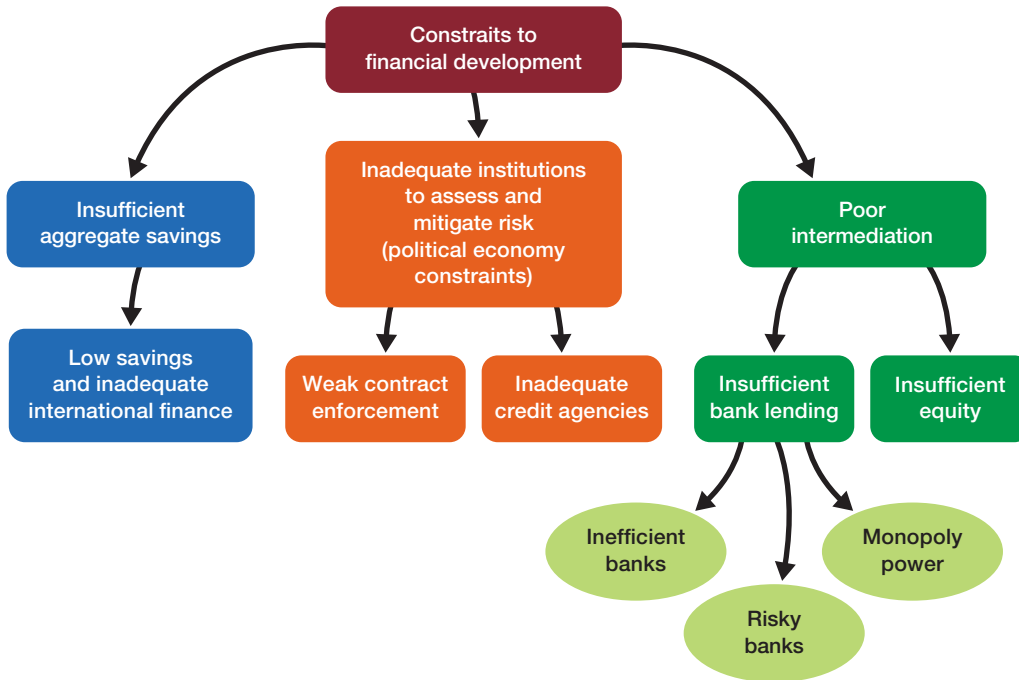 Constraits to
financial development
Insufficient
aggregate savings
Inadequate institutions
to assess and
mitigate risk
(political economy
constraints)
Poor
intermediation
Low savings
and inadequate
international finance
Weak contract
enforcement
Inadequate
credit agencies
Insufficient
bank lending
Insufficient
equity
Inefficient
banks
Risky
banks
Monopoly
power